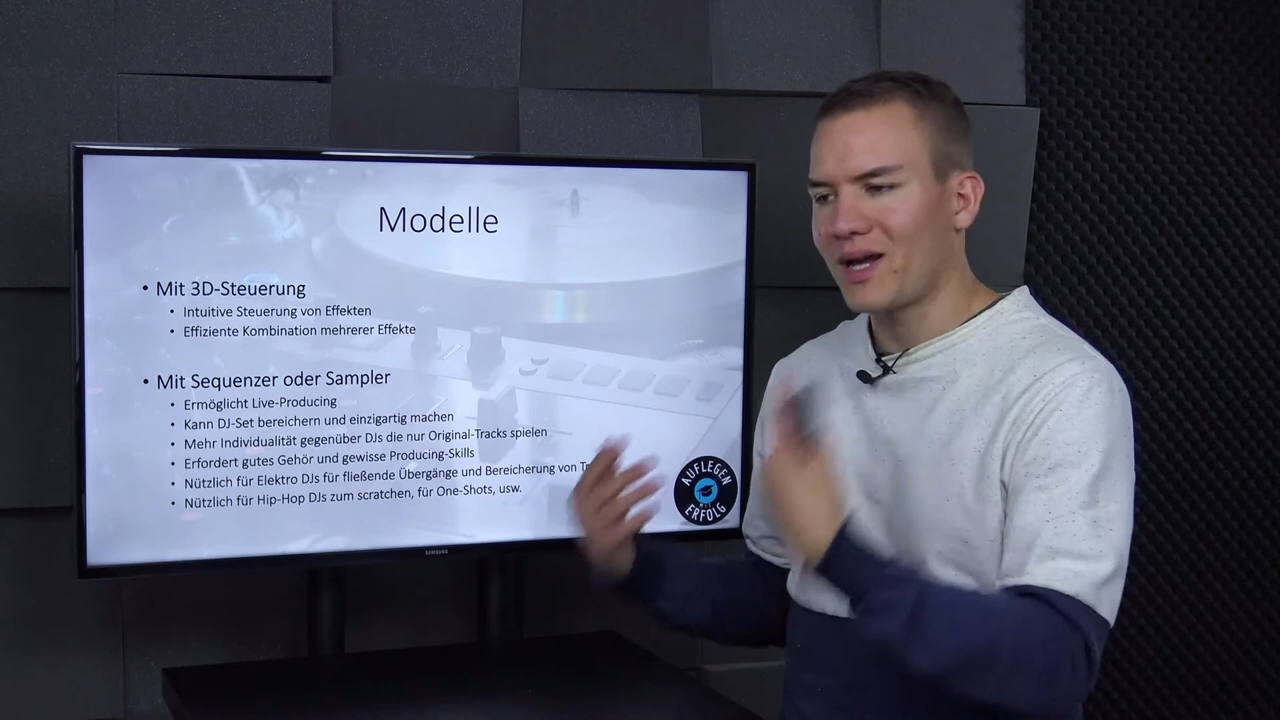 Modelle
• Mit 3D-Steuerung
• Intuitive Steuerung von Effekten
• Effiziente Kombination mehrerer Effekte
• Mit Sequenzer oder Sampler
• Ermöglicht Live-Producing
• Kann DJ-Set bereichern und einzigartig machen
• Mehr Individualität gegenüber DJs die nur Original-Tracks spielen
• Erfordert gutes Gehör und gewisse Producing-Skills
• Nützlich für Elektro DJs für fließende Übergänge und Bereicherung von
• Nützlich für Hip-Hop DJs zum scratchen, für One-Shots, usw.
AUFLEGEN
MIT
ERFOLG
SAMSUNG